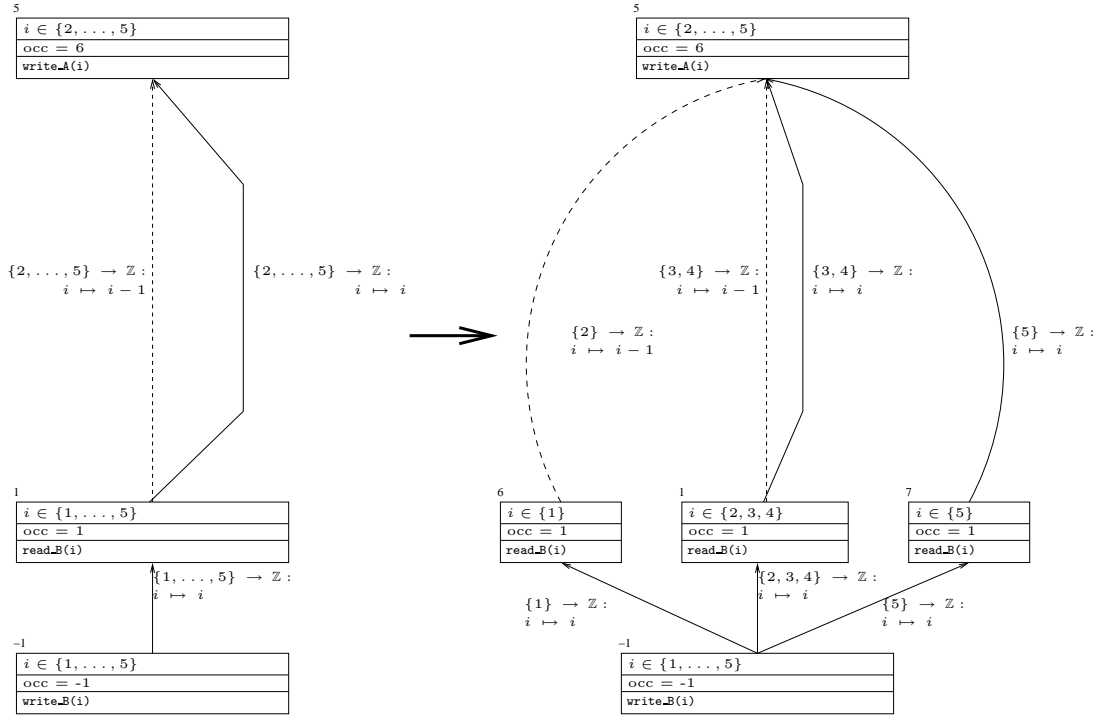 5
i ∈ {2, . . . , 5}
occ = 6
write_A(i)
{2, . . . , 5} → ℤ :
i ↦ i − 1
{2, . . . , 5} → ℤ :
i ↦ i
1
i ∈ {1, . . . , 5}
occ = 1
read_B(i)
{1, . . . , 5} → ℤ :
i ↦ i
−1
i ∈ {1, . . . , 5}
occ = -1
write_B(i)
5
i ∈ {2, . . . , 5}
occ = 6
write_A(i)
{2} → ℤ :
i ↦ i − 1
{3, 4} → ℤ :
i ↦ i − 1
{3, 4} → ℤ :
i ↦ i
{5} → ℤ :
i ↦ i
6
i ∈ {1}
occ = 1
read_B(i)
1
i ∈ {2, 3, 4}
occ = 1
read_B(i)
7
i ∈ {5}
occ = 1
read_B(i)
{1} → ℤ :
i ↦ i
{2, 3, 4} → ℤ :
i ↦ i
{5} → ℤ :
i ↦ i
−1
i ∈ {1, . . . , 5}
occ = -1
write_B(i)